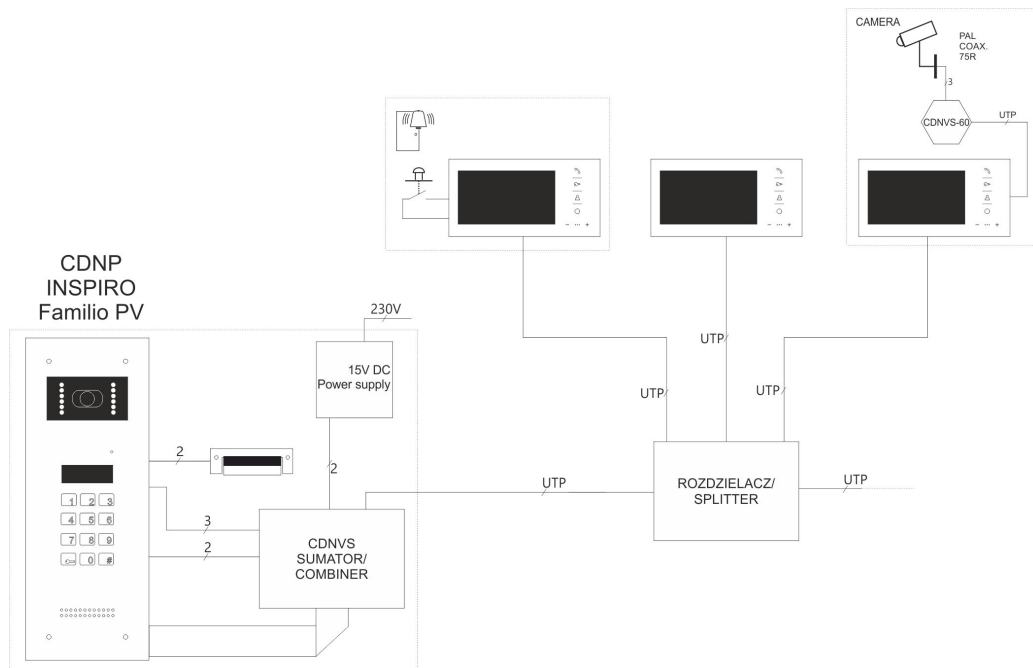 CAMERA
PAL
COAX.
75R
3
CDNVS-60
UTP
− ··· +
− ··· +
− ··· +
CDNP
INSPIRO
Familio PV
230V
15V DC
Power supply
UTP
UTP
UTP
2
2
1 2 3
4 5 6
7 8 9
0 #
3
2
CDNVS
SUMATOR/
COMBINER
UTP
ROZDZIELACZ/
SPLITTER
UTP